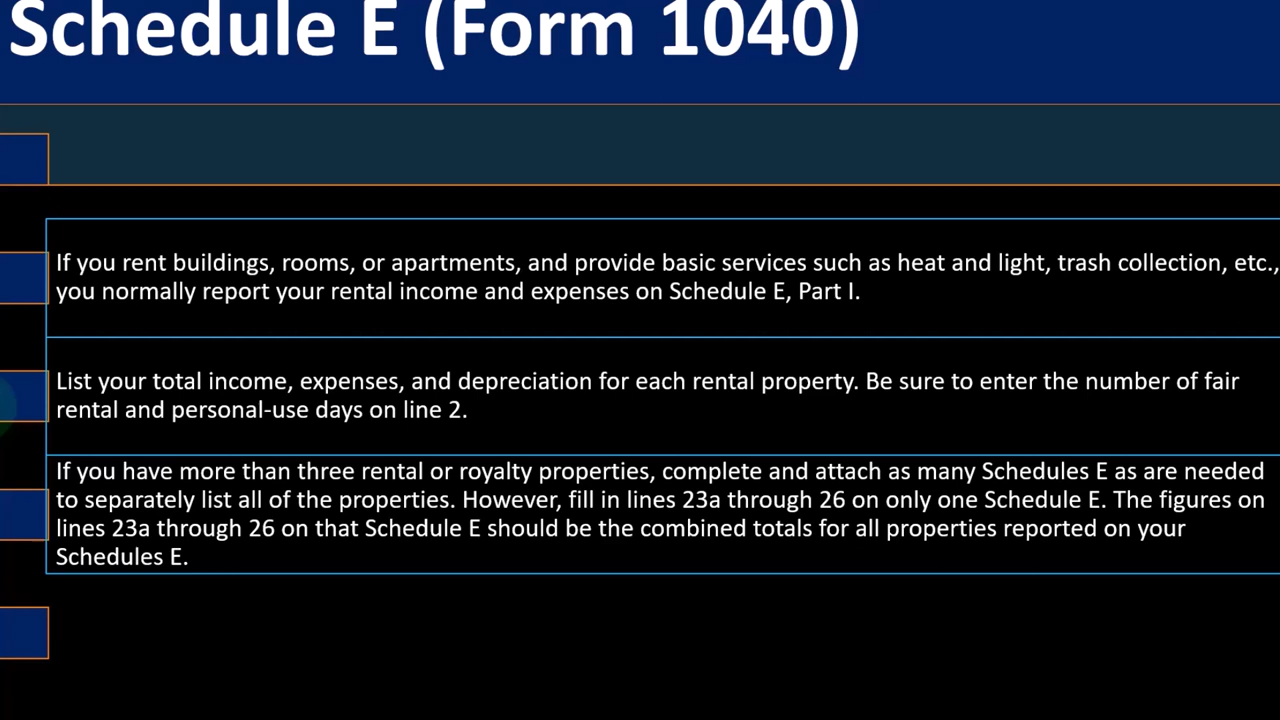 Schedule E (Form 1040)
If you rent buildings, rooms, or apartments, and provide basic services such as heat and light, trash collection, etc.,
you normally report your rental income and expenses on Schedule E, Part I.
List your total income, expenses, and depreciation for each rental property. Be sure to enter the number of fair
rental and personal-use days on line 2.
If you have more than three rental or royalty properties, complete and attach as many Schedules E as are needed
to separately list all of the properties. However, fill in lines 23a through 26 on only one Schedule E. The figures on
lines 23a through 26 on that Schedule E should be the combined totals for all properties reported on your
Schedules E.